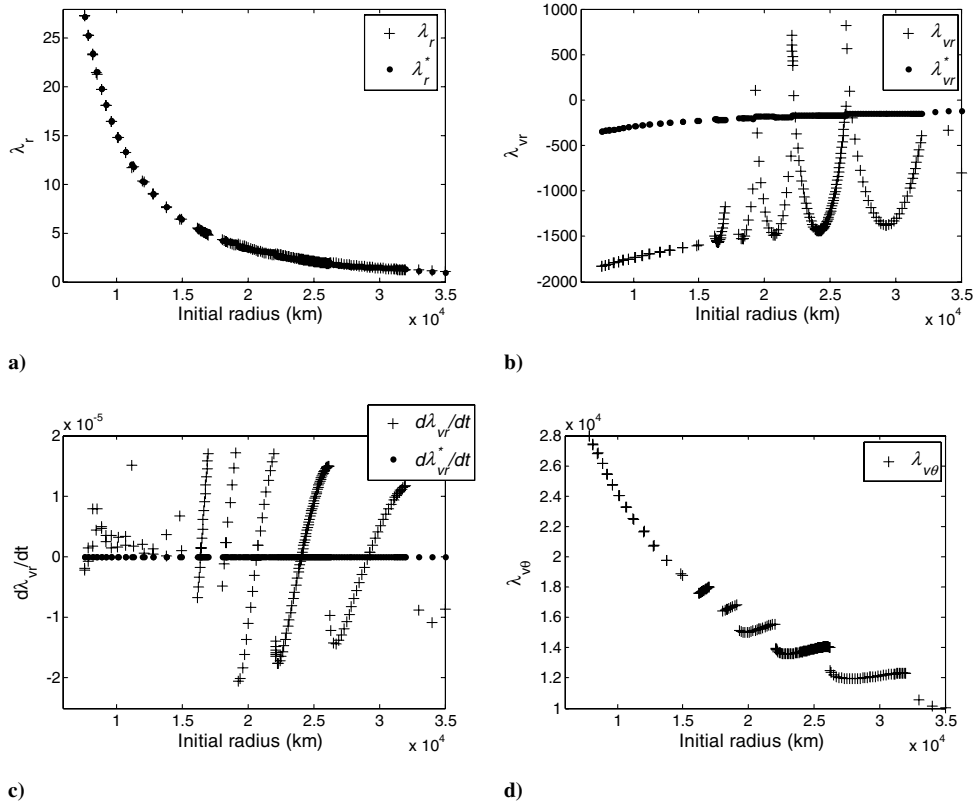 25
20
15
10
5
0
λr
1
1.5
2
2.5
3
3.5
Initial radius (km)
x 10^4
λr
λr*
a)
1000
500
0
-500
-1000
-1500
-2000
λvr
1
1.5
2
2.5
3
3.5
Initial radius (km)
x 10^4
λvr
λvr*
b)
x 10^-5
2
1
0
-1
-2
dλvr/dt
1
1.5
2
2.5
3
3.5
Initial radius (km)
x 10^4
dλvr/dt
dλvr*/dt
c)
x 10^4
2.8
2.6
2.4
2.2
2
1.8
1.6
1.4
1.2
1
λvθ
1
1.5
2
2.5
3
3.5
Initial radius (km)
x 10^4
λvθ
d)